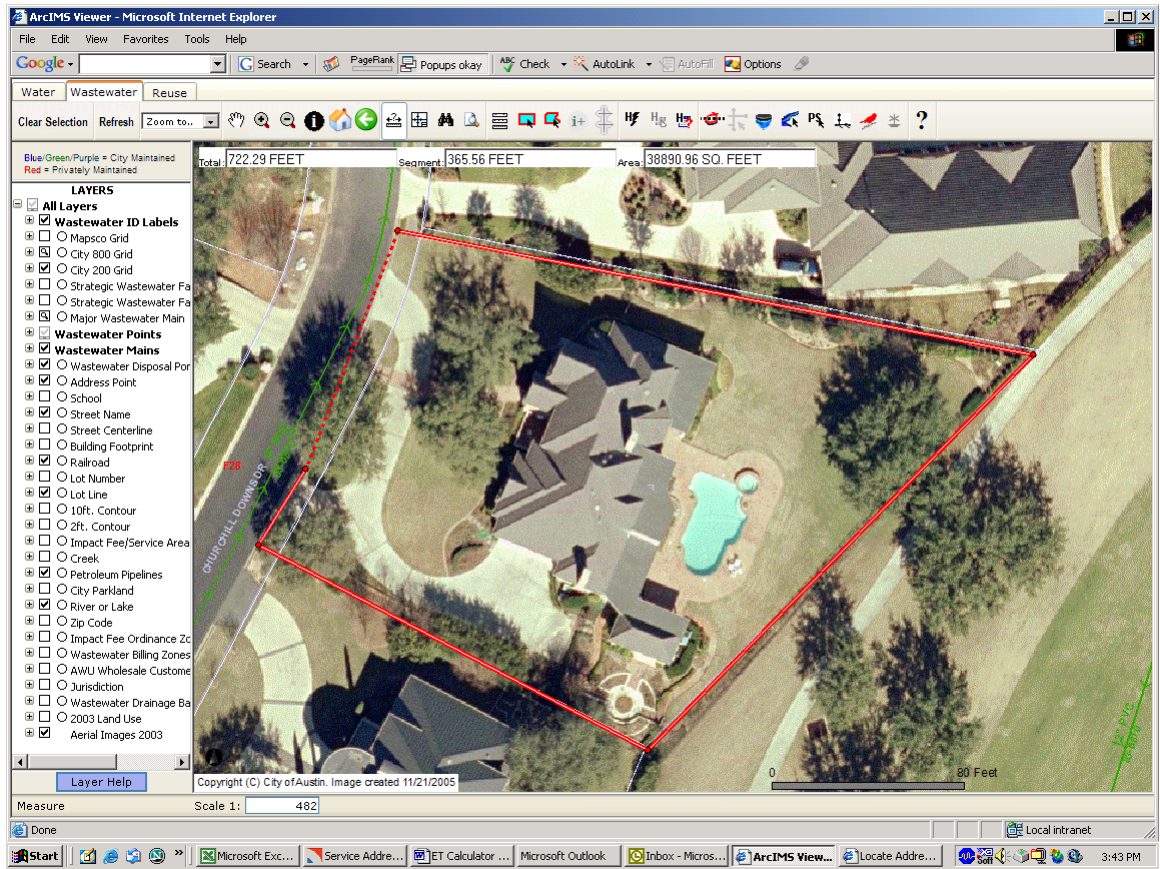 ArcIMS Viewer - Microsoft Internet Explorer
File Edit View Favorites Tools Help
Google Search PageRank Popups okay ABC Check AutoLink AutoFill Options
Water Wastewater Reuse
Clear Selection Refresh Zoom to.. ?
Blue/Green/Purple = City Maintained
Red = Privately Maintained
Total: 722.29 FEET Segment: 365.56 FEET Area: 38890.96 SQ. FEET
LAYERS
All Layers
Wastewater ID Labels
Mapsco Grid
City 800 Grid
City 200 Grid
Strategic Wastewater Fa
Strategic Wastewater Fa
Major Wastewater Main
Wastewater Points
Wastewater Mains
Wastewater Disposal Por
Address Point
School
Street Name
Street Centerline
Building Footprint
Railroad
Lot Number
Lot Line
10ft. Contour
2ft. Contour
Impact Fee/Service Area
Creek
Petroleum Pipelines
City Parkland
River or Lake
Zip Code
Impact Fee Ordinance Zo
Wastewater Billing Zones
AWU Wholesale Custome
Jurisdiction
Wastewater Drainage Ba
2003 Land Use
Aerial Images 2003
Layer Help
F28
CHURCHILL DOWNS DR
12" PVC
0 80 Feet
Copyright (C) City of Austin. Image created 11/21/2005
Measure Scale 1: 482
Done Local intranet
Start Microsoft Exc... Service Addre... ET Calculator ... Microsoft Outlook Inbox - Micros... ArcIMS View... Locate Addre... 3:43 PM